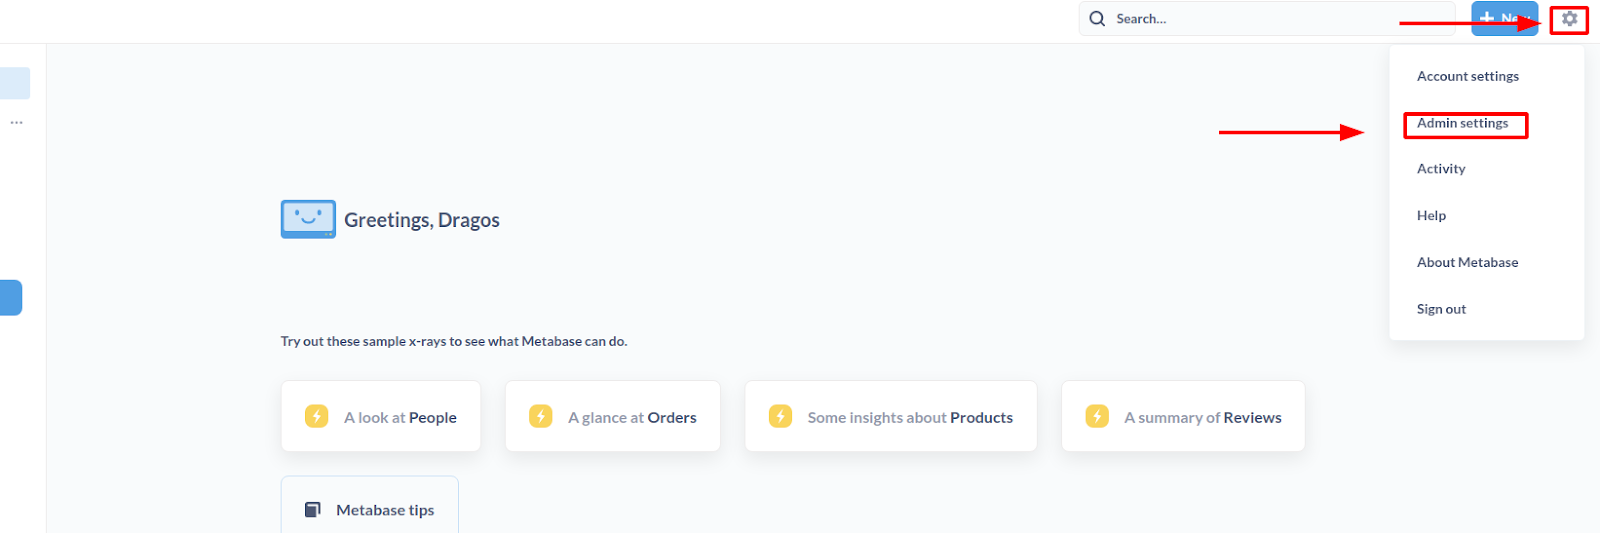 Search...
New
Account settings
Admin settings
Activity
Help
About Metabase
Sign out
Greetings, Dragos
Try out these sample x-rays to see what Metabase can do.
A look at People
A glance at Orders
Some insights about Products
A summary of Reviews
Metabase tips